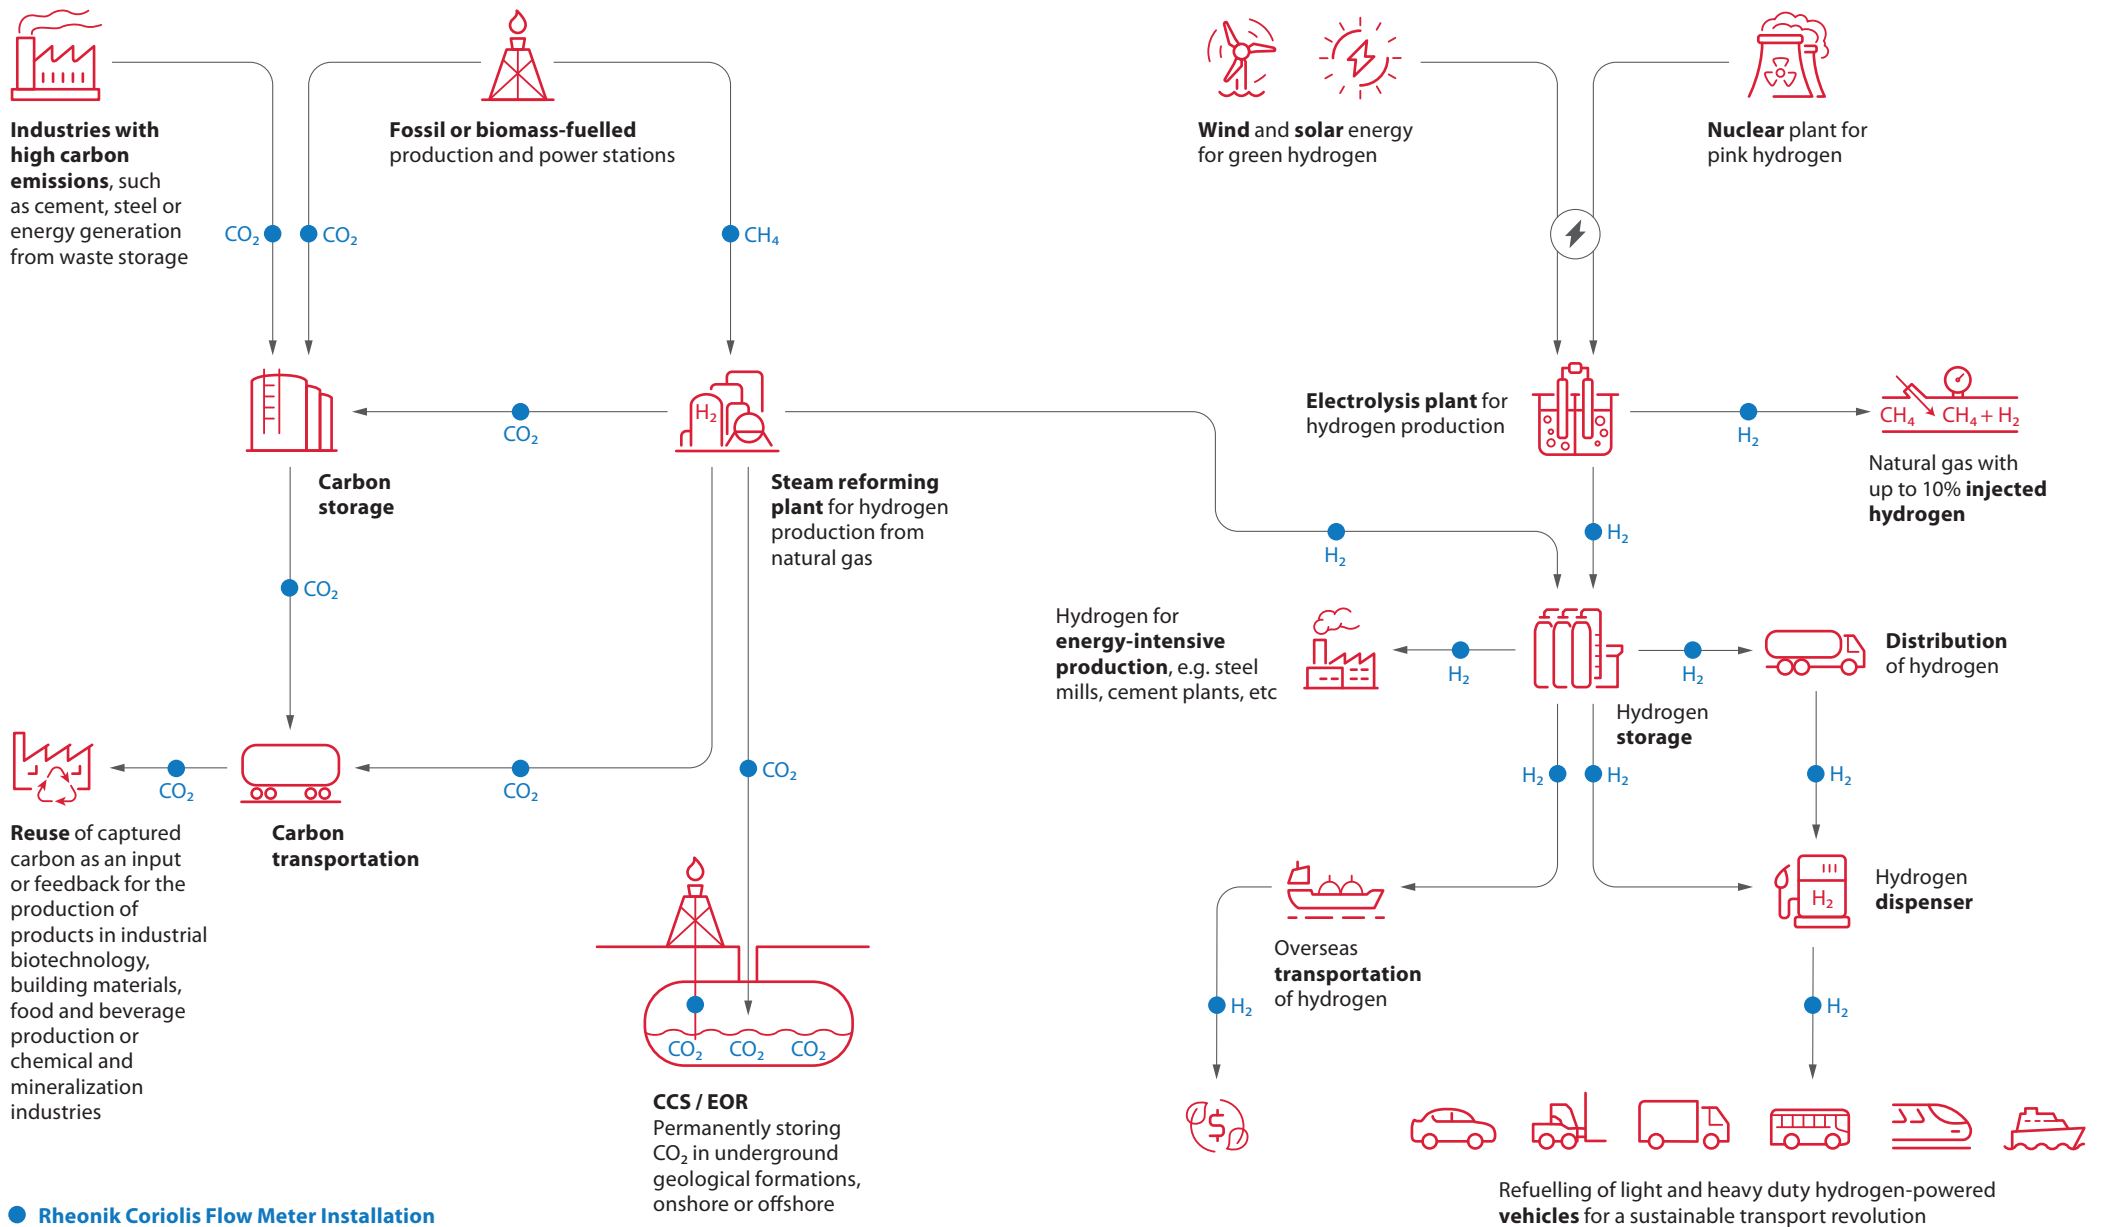 Industries with
high carbon
emissions, such
as cement, steel or
energy generation
from waste storage
Fossil or biomass-fuelled
production and power stations
Wind and solar energy
for green hydrogen
Nuclear plant for
pink hydrogen
CO₂
CO₂
CH₄
H₂
CO₂
Carbon
storage
Steam reforming
plant for hydrogen
production from
natural gas
Electrolysis plant for
hydrogen production
H₂
CH₄
CH₄ + H₂
Natural gas with
up to 10% injected
hydrogen
H₂
H₂
CO₂
Hydrogen for
energy-intensive
production, e.g. steel
mills, cement plants, etc
H₂
H₂
Distribution
of hydrogen
Hydrogen
storage
CO₂
CO₂
CO₂
H₂
H₂
H₂
Reuse of captured
carbon as an input
or feedback for the
production of
products in industrial
biotechnology,
building materials,
food and beverage
production or
chemical and
mineralization
industries
Carbon
transportation
H₂
Hydrogen
dispenser
Overseas
transportation
of hydrogen
H₂
H₂
CO₂
CO₂
CO₂
CCS / EOR
Permanently storing
CO₂ in underground
geological formations,
onshore or offshore
$
Refuelling of light and heavy duty hydrogen-powered
vehicles for a sustainable transport revolution
Rheonik Coriolis Flow Meter Installation